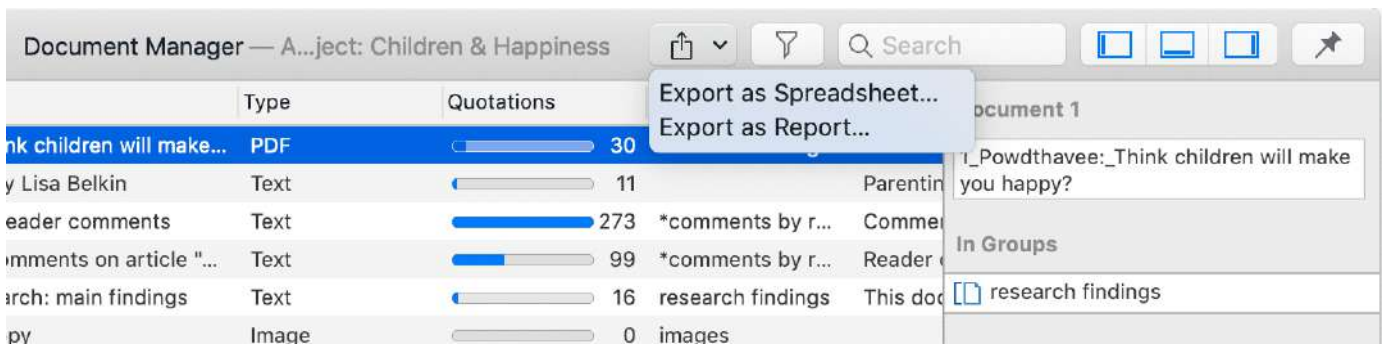 Document Manager — A...ject: Children & Happiness
Search
Export as Spreadsheet...
Export as Report...
Type Quotations
nk children will make... PDF 30
y Lisa Belkin Text 11 Parentin
eader comments Text 273 *comments by r... Commen
omments on article "... Text 99 *comments by r... Reader
arch: main findings Text 16 research findings This doc
py Image 0 images
Document 1
1_Powdthavee:_Think children will make
you happy?
In Groups
research findings